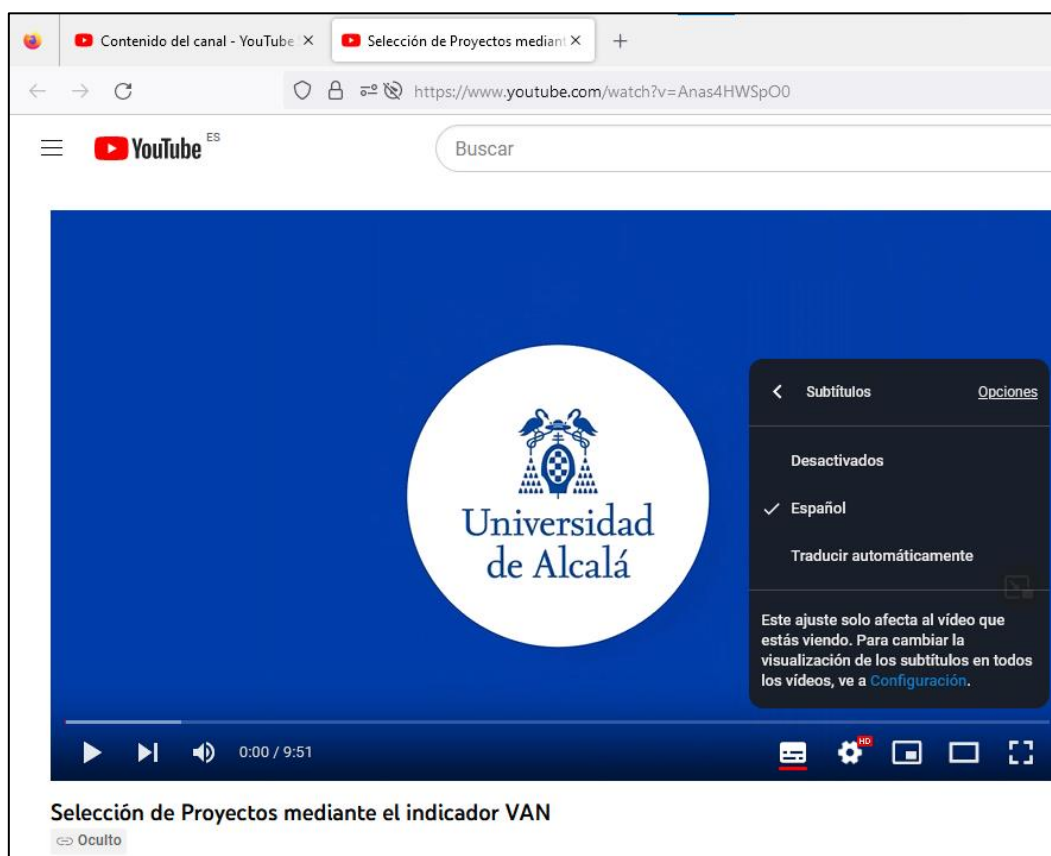 Contenido del canal - YouTube
Selección de Proyectos mediant
https://www.youtube.com/watch?v=Anas4HWSpO0
YouTube ES
Buscar
Universidad
de Alcalá
Subtítulos
Opciones
Desactivados
Español
Traducir automáticamente
Este ajuste solo afecta al vídeo que
estás viendo. Para cambiar la
visualización de los subtítulos en todos
los vídeos, ve a Configuración.
0:00 / 9:51
HD
Selección de Proyectos mediante el indicador VAN
Oculto